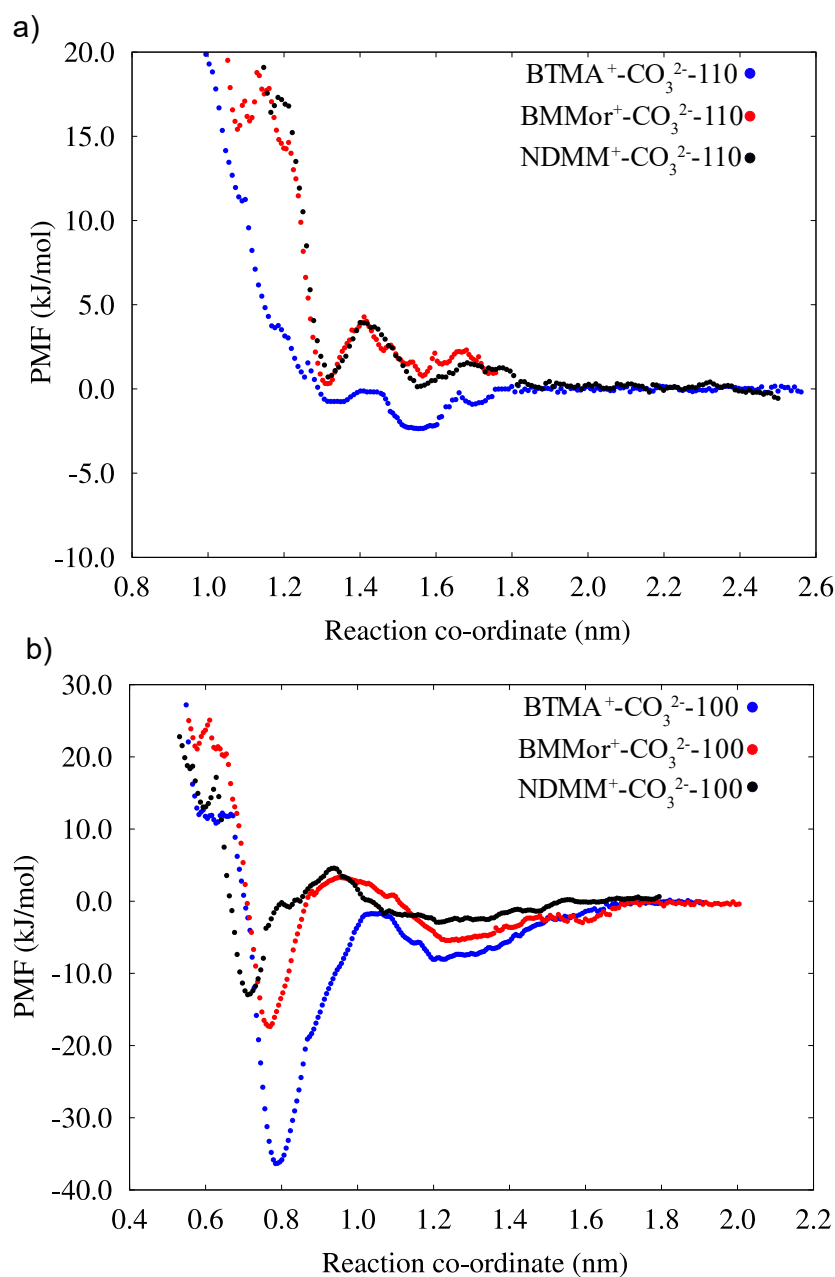 a)
20.0
15.0
10.0
5.0
0.0
-5.0
-10.0
PMF (kJ/mol)
BTMA⁺-CO₃²⁻-110
BMMor⁺-CO₃²⁻-110
NDMM⁺-CO₃²⁻-110
0.8 1.0 1.2 1.4 1.6 1.8 2.0 2.2 2.4 2.6
Reaction co-ordinate (nm)
b)
30.0
20.0
10.0
0.0
-10.0
-20.0
-30.0
-40.0
PMF (kJ/mol)
BTMA⁺-CO₃²⁻-100
BMMor⁺-CO₃²⁻-100
NDMM⁺-CO₃²⁻-100
0.4 0.6 0.8 1.0 1.2 1.4 1.6 1.8 2.0 2.2
Reaction co-ordinate (nm)